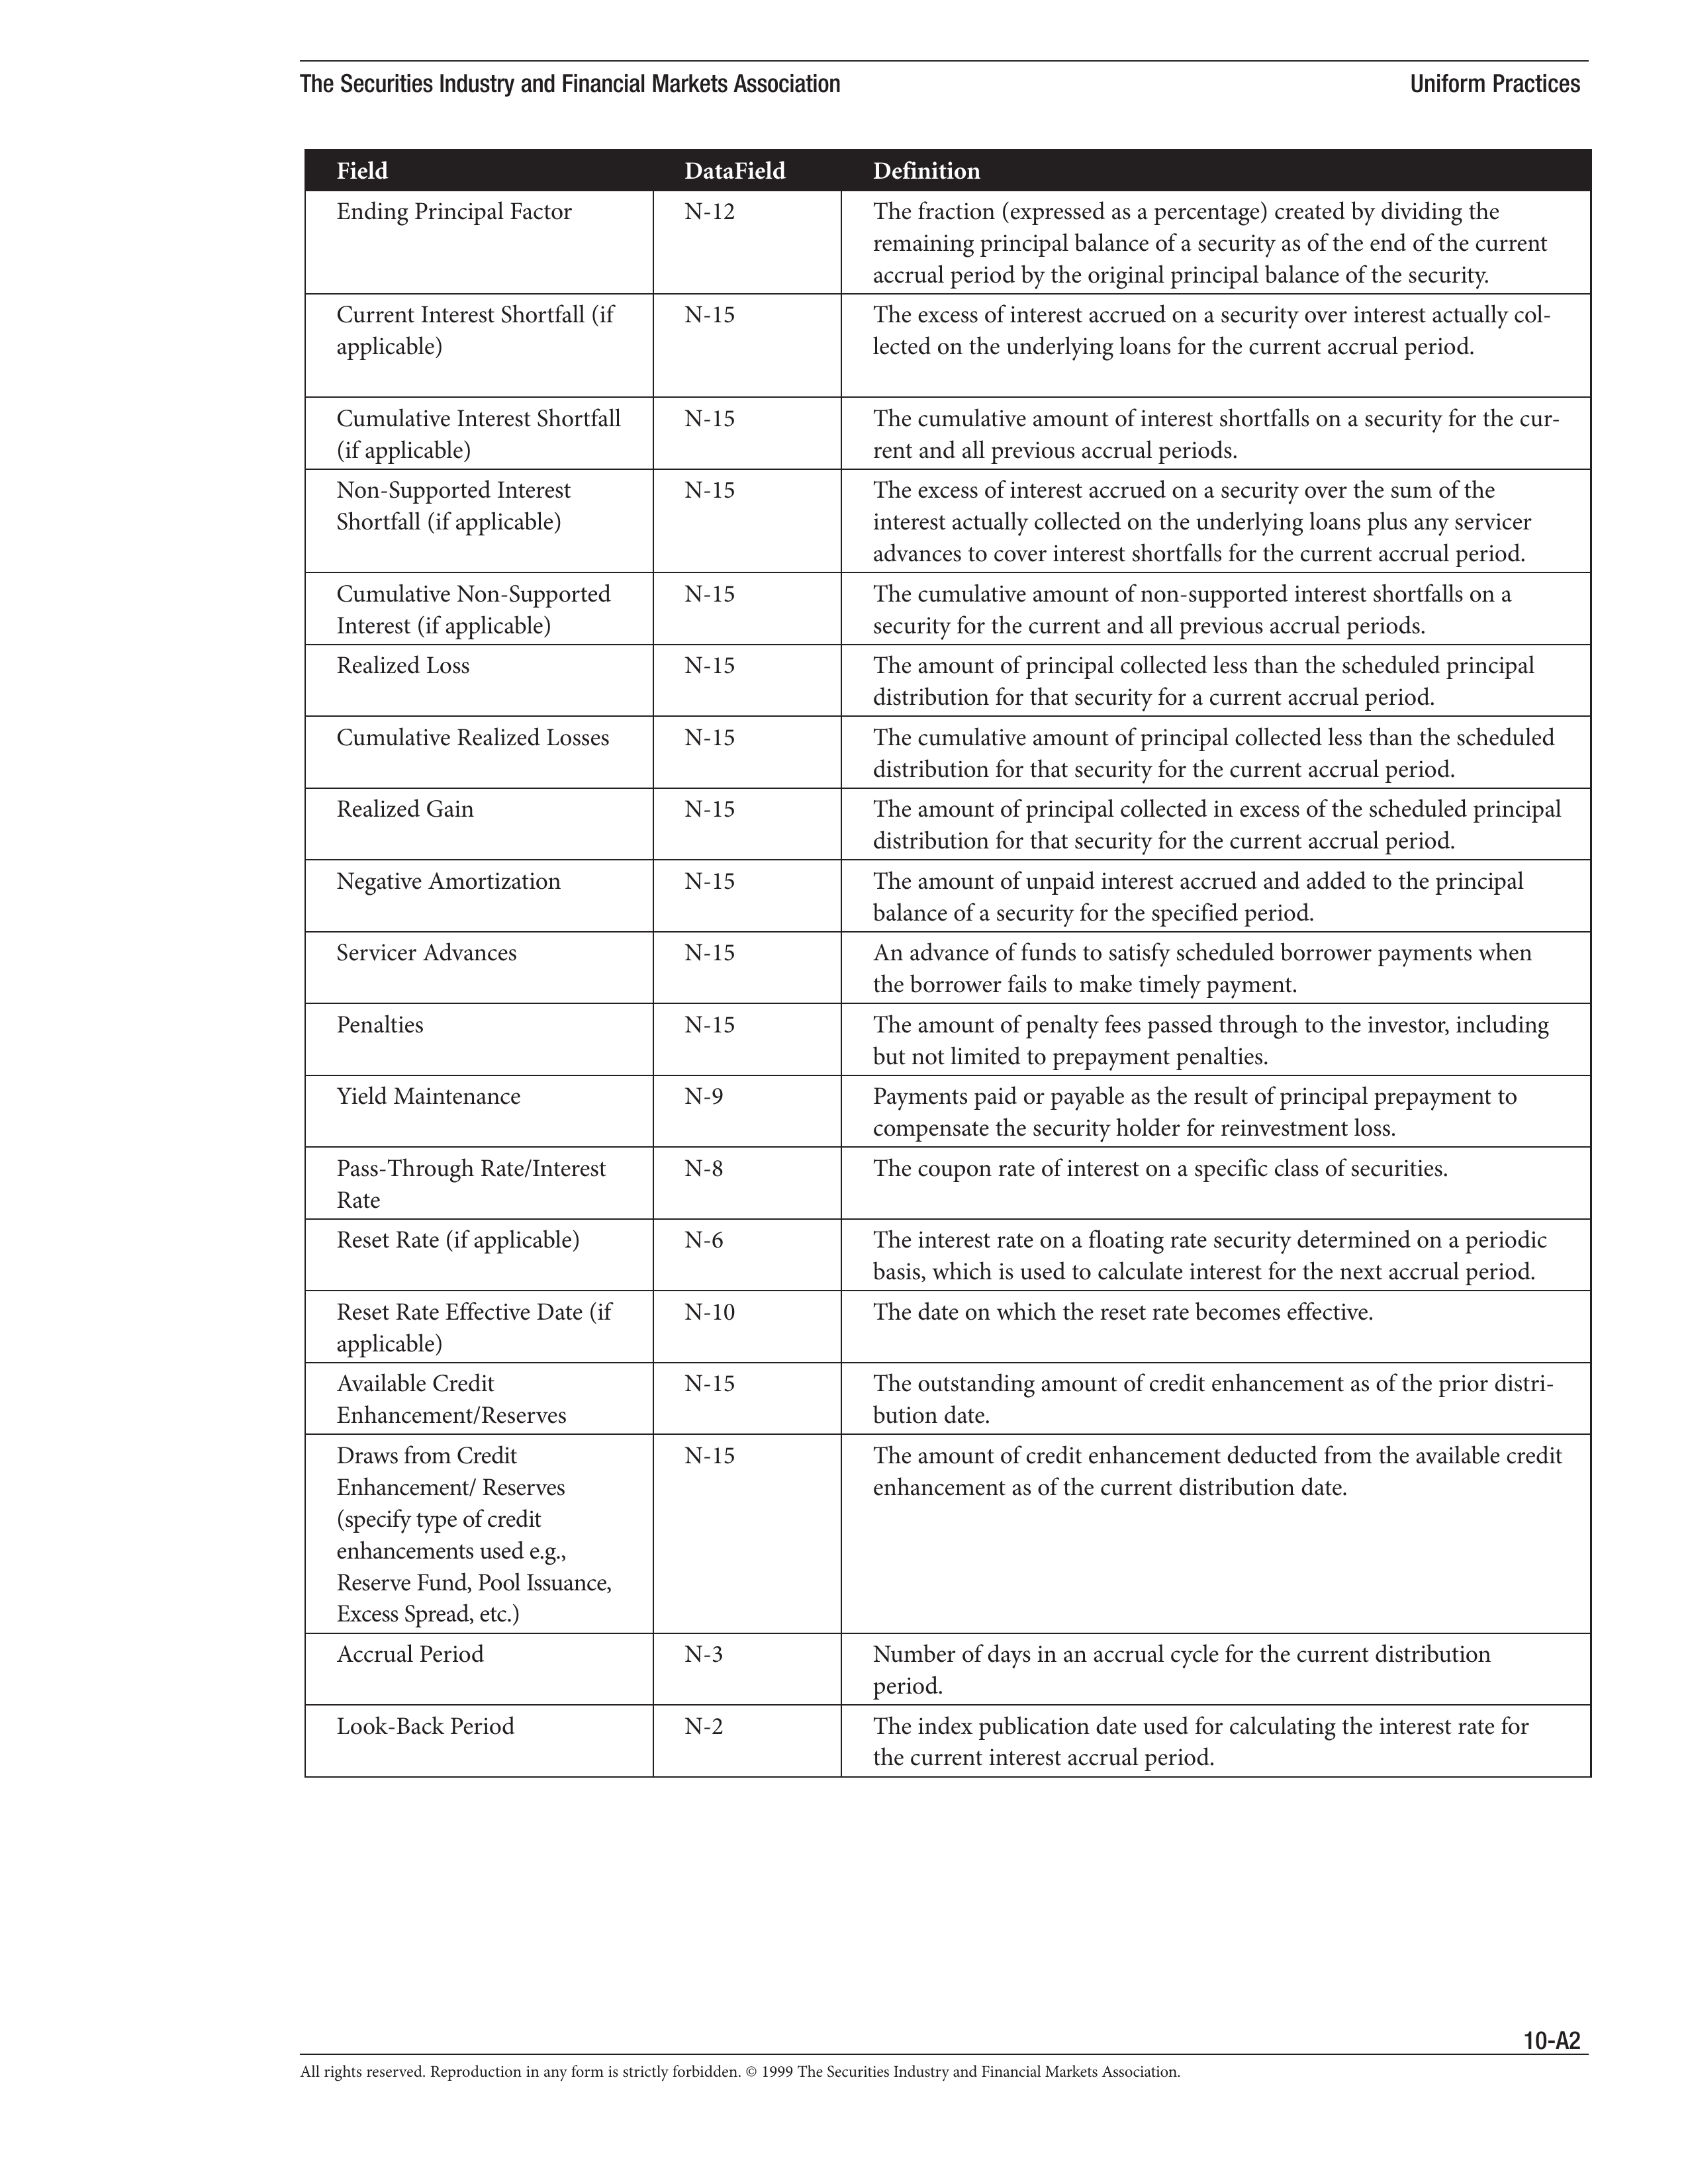 The Securities Industry and Financial Markets Association Uniform Practices
Field DataField Definition
Ending Principal Factor N-12 The fraction (expressed as a percentage) created by dividing the
remaining principal balance of a security as of the end of the current
accrual period by the original principal balance of the security.
Current Interest Shortfall (if N-15 The excess of interest accrued on a security over interest actually col-
applicable) lected on the underlying loans for the current accrual period.
Cumulative Interest Shortfall N-15 The cumulative amount of interest shortfalls on a security for the cur-
(if applicable) rent and all previous accrual periods.
Non-Supported Interest N-15 The excess of interest accrued on a security over the sum of the
Shortfall (if applicable) interest actually collected on the underlying loans plus any servicer
advances to cover interest shortfalls for the current accrual period.
Cumulative Non-Supported N-15 The cumulative amount of non-supported interest shortfalls on a
Interest (if applicable) security for the current and all previous accrual periods.
Realized Loss N-15 The amount of principal collected less than the scheduled principal
distribution for that security for a current accrual period.
Cumulative Realized Losses N-15 The cumulative amount of principal collected less than the scheduled
distribution for that security for the current accrual period.
Realized Gain N-15 The amount of principal collected in excess of the scheduled principal
distribution for that security for the current accrual period.
Negative Amortization N-15 The amount of unpaid interest accrued and added to the principal
balance of a security for the specified period.
Servicer Advances N-15 An advance of funds to satisfy scheduled borrower payments when
the borrower fails to make timely payment.
Penalties N-15 The amount of penalty fees passed through to the investor, including
but not limited to prepayment penalties.
Yield Maintenance N-9 Payments paid or payable as the result of principal prepayment to
compensate the security holder for reinvestment loss.
Pass-Through Rate/Interest N-8 The coupon rate of interest on a specific class of securities.
Rate
Reset Rate (if applicable) N-6 The interest rate on a floating rate security determined on a periodic
basis, which is used to calculate interest for the next accrual period.
Reset Rate Effective Date (if N-10 The date on which the reset rate becomes effective.
applicable)
Available Credit N-15 The outstanding amount of credit enhancement as of the prior distri-
Enhancement/Reserves bution date.
Draws from Credit N-15 The amount of credit enhancement deducted from the available credit
Enhancement/ Reserves enhancement as of the current distribution date.
(specify type of credit
enhancements used e.g.,
Reserve Fund, Pool Issuance,
Excess Spread, etc.)
Accrual Period N-3 Number of days in an accrual cycle for the current distribution
period.
Look-Back Period N-2 The index publication date used for calculating the interest rate for
the current interest accrual period.
10-A2
All rights reserved. Reproduction in any form is strictly forbidden. © 1999 The Securities Industry and Financial Markets Association.